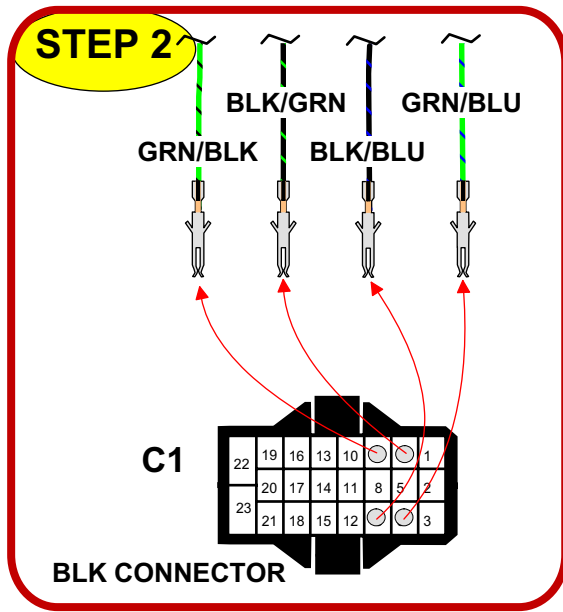 STEP 2
BLK/GRN GRN/BLU
GRN/BLK BLK/BLU
C1
22 19 16 13 10 1
20 17 14 11 8 5 2
23 21 18 15 12 3
BLK CONNECTOR